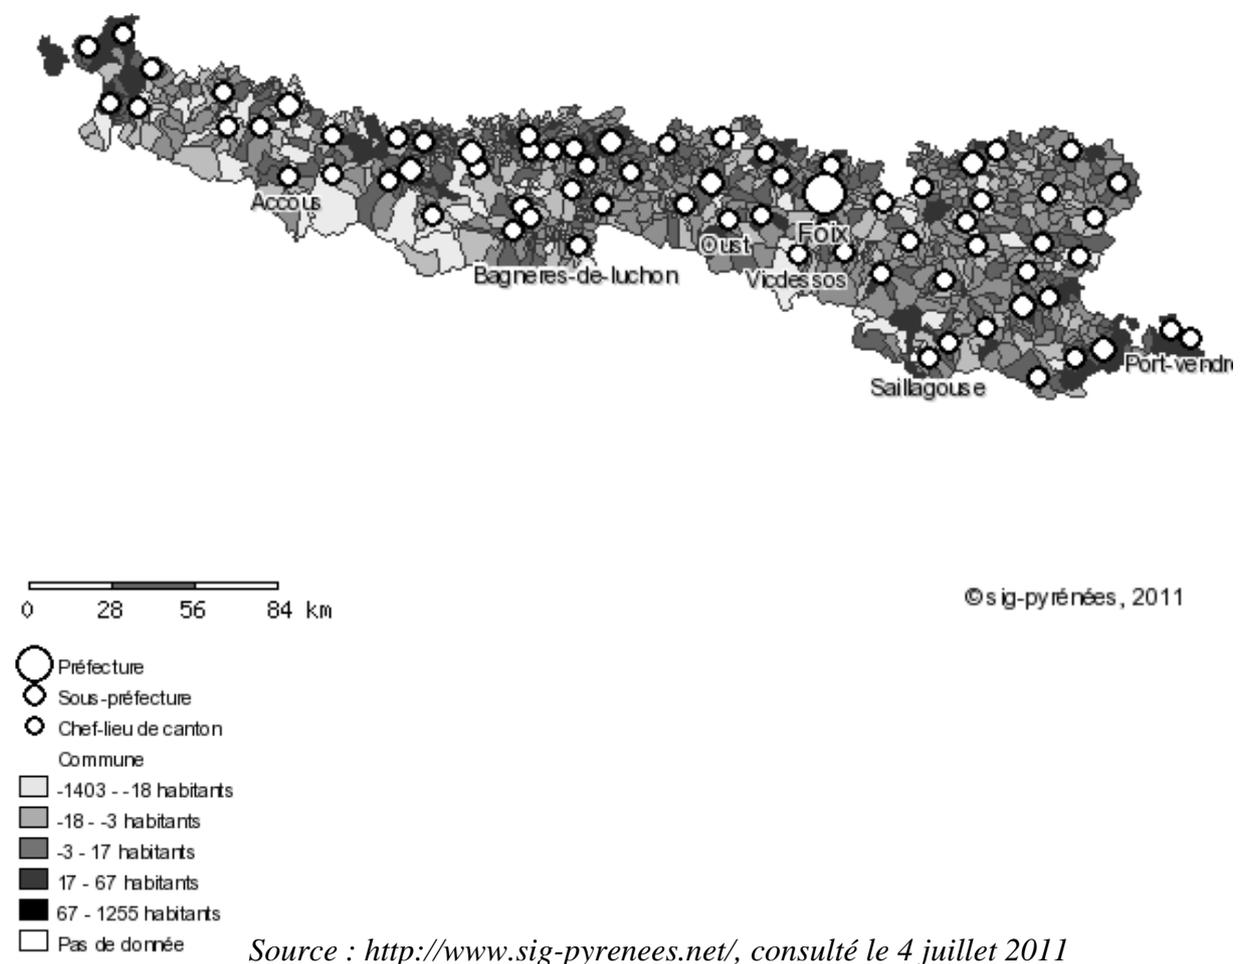 Accous
Foix
Oust
Bagneres-de-luchon
Vicdessos
Port-vendr
Saillagouse
0 28 56 84 km
©sig-pyrénées, 2011
Préfecture
Sous-préfecture
Chef-lieu de canton
Commune
-1403 - -18 habitants
-18 - -3 habitants
-3 - 17 habitants
17 - 67 habitants
67 - 1255 habitants
Pas de donnée
Source : http://www.sig-pyrenees.net/, consulté le 4 juillet 2011